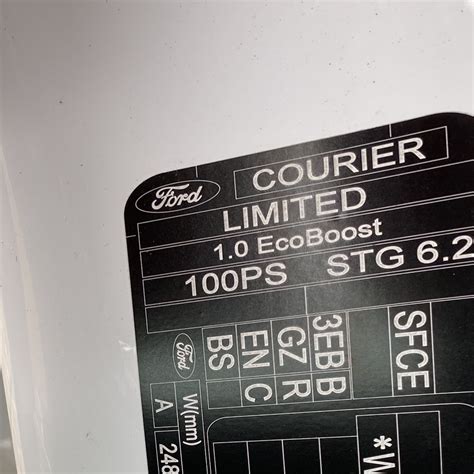 Ford COURIER
LIMITED
1.0 EcoBoost
100PS STG 6.2
SFCE
3EB B
GZ R
EN C
BS
Ford
W(mm)
A 248
*W